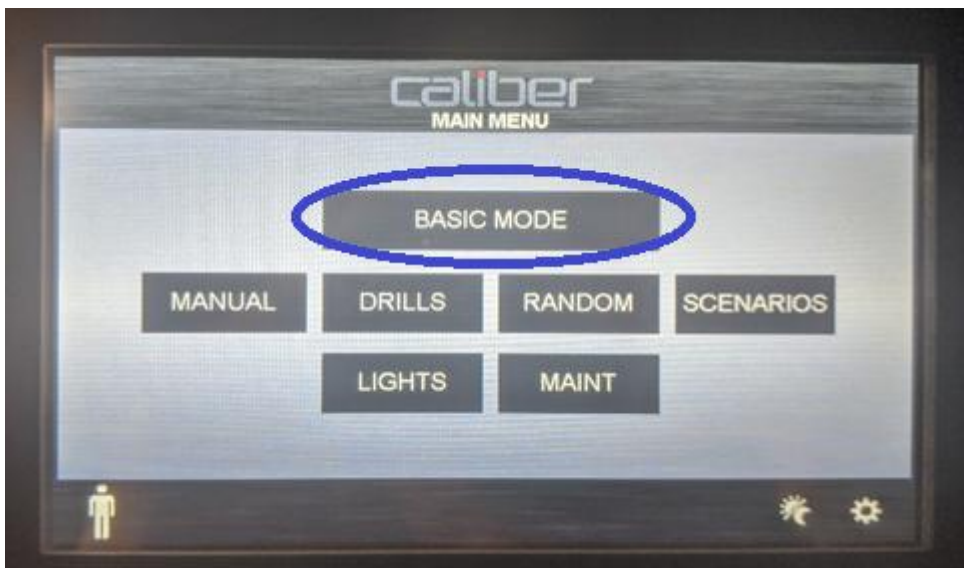 caliber
MAIN MENU
BASIC MODE
MANUAL DRILLS RANDOM SCENARIOS
LIGHTS MAINT